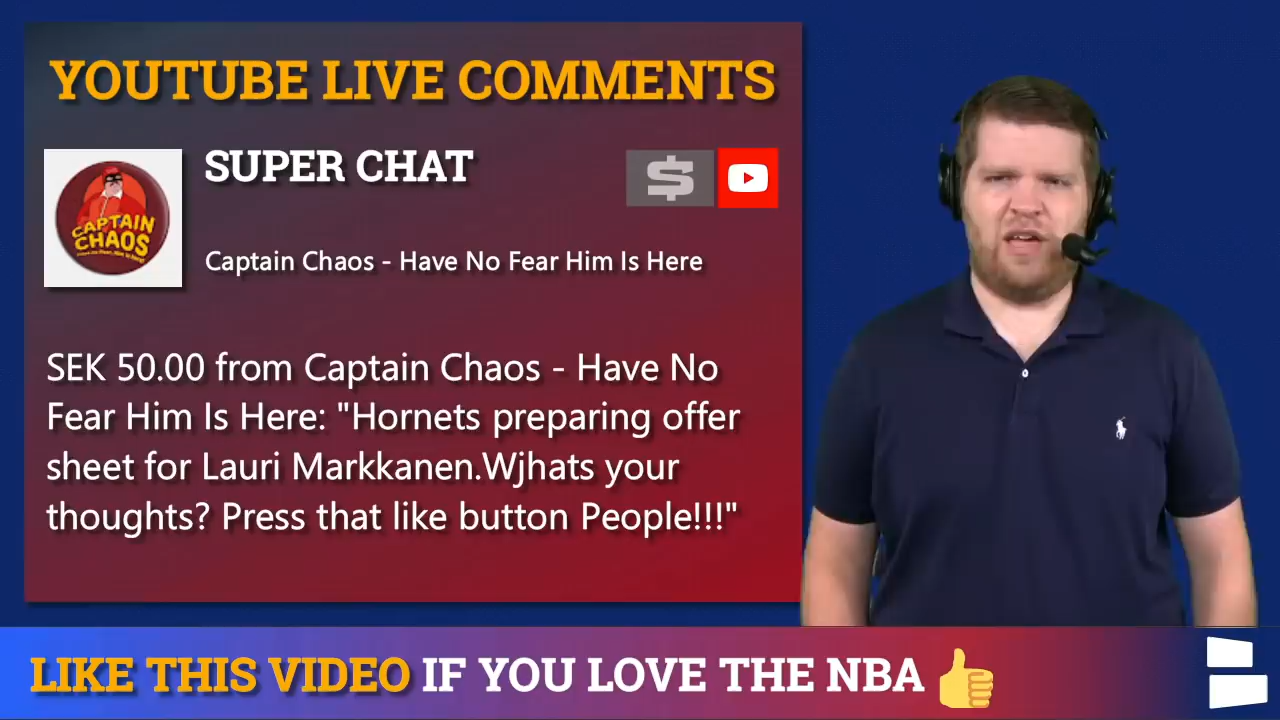 YOUTUBE LIVE COMMENTS
SUPER CHAT
CAPTAIN
CHAOS
Captain Chaos - Have No Fear Him Is Here
SEK 50.00 from Captain Chaos - Have No
Fear Him Is Here: "Hornets preparing offer
sheet for Lauri Markkanen.Wjhats your
thoughts? Press that like button People!!!"
LIKE THIS VIDEO IF YOU LOVE THE NBA